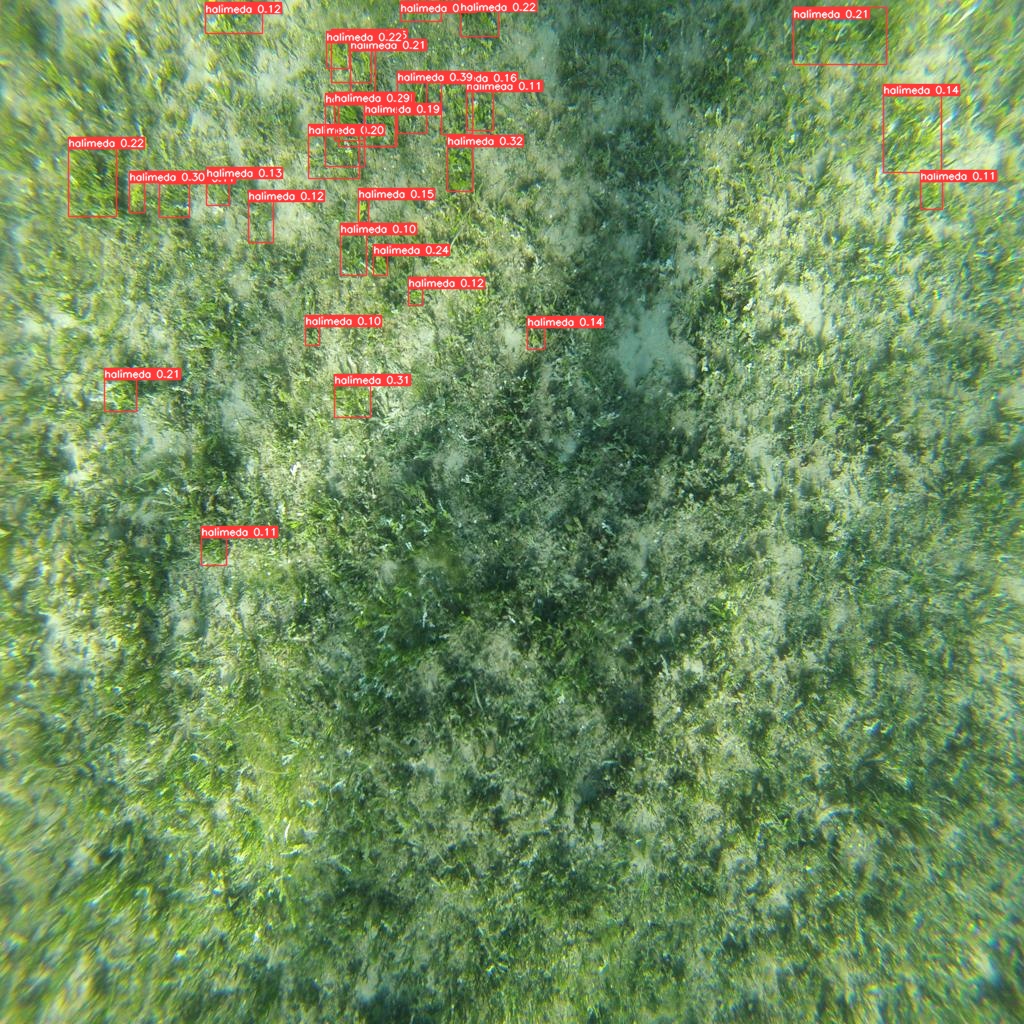 halimeda 0.12
halimeda 0
halimeda 0.22
halimeda 0.21
halimeda 0.22
halimeda 0.21
halimeda 0.39
da 0.16
halimeda 0.11
halimeda 0.14
halimeda 0.29
halimeda 0.19
halimeda 0.20
halimeda 0.32
halimeda 0.22
halimeda 0.30
halimeda 0.13
halimeda 0.11
halimeda 0.12
halimeda 0.15
halimeda 0.10
halimeda 0.24
halimeda 0.12
halimeda 0.10
halimeda 0.14
halimeda 0.21
halimeda 0.31
halimeda 0.11